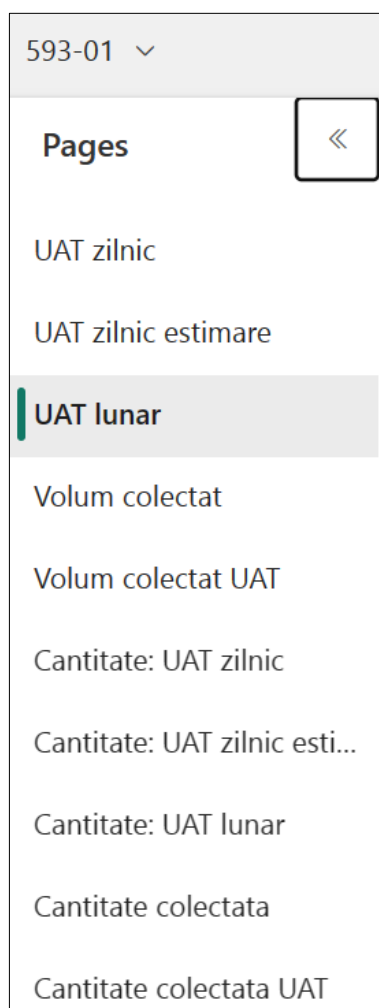 593-01
Pages
UAT zilnic
UAT zilnic estimare
UAT lunar
Volum colectat
Volum colectat UAT
Cantitate: UAT zilnic
Cantitate: UAT zilnic esti...
Cantitate: UAT lunar
Cantitate colectata
Cantitate colectata UAT